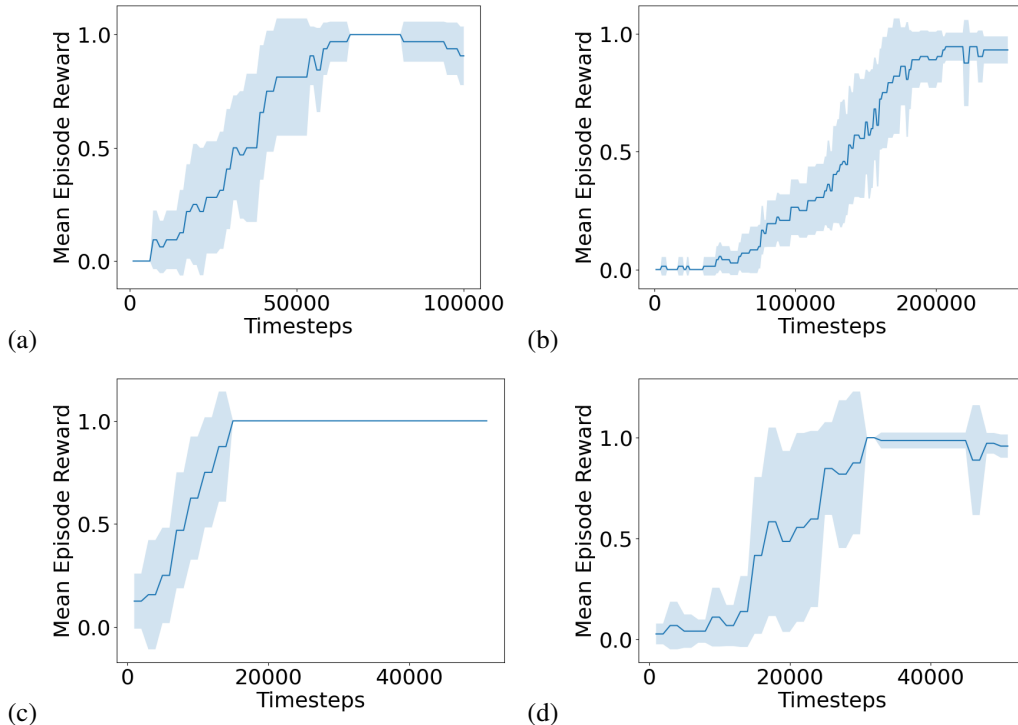 Mean Episode Reward
1.0
0.5
0.0
0 50000 100000
Timesteps
(a)
Mean Episode Reward
1.0
0.5
0.0
100000 200000
0
Timesteps
(b)
Mean Episode Reward
1.0
0.5
0.0
0 20000 40000
Timesteps
(c)
Mean Episode Reward
1.0
0.5
0.0
0 20000 40000
Timesteps
(d)